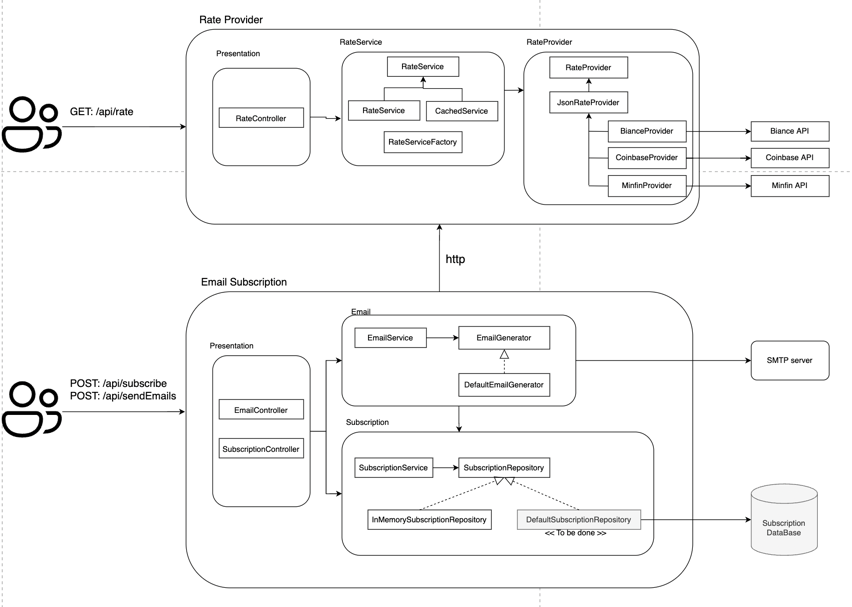 Rate Provider
Presentation
RateService
RateProvider
RateService
RateProvider
GET: /api/rate
RateController
RateService
CachedService
JsonRateProvider
RateServiceFactory
BianceProvider
Biance API
CoinbaseProvider
Coinbase API
MinfinProvider
Minfin API
http
Email Subscription
Email
Presentation
EmailService
EmailGenerator
SMTP server
POST: /api/subscribe
POST: /api/sendEmails
DefaultEmailGenerator
EmailController
Subscription
SubscriptionController
SubscriptionService
SubscriptionRepository
InMemorySubscriptionRepository
DefaultSubscriptionRepository
<< To be done >>
Subscription
DataBase